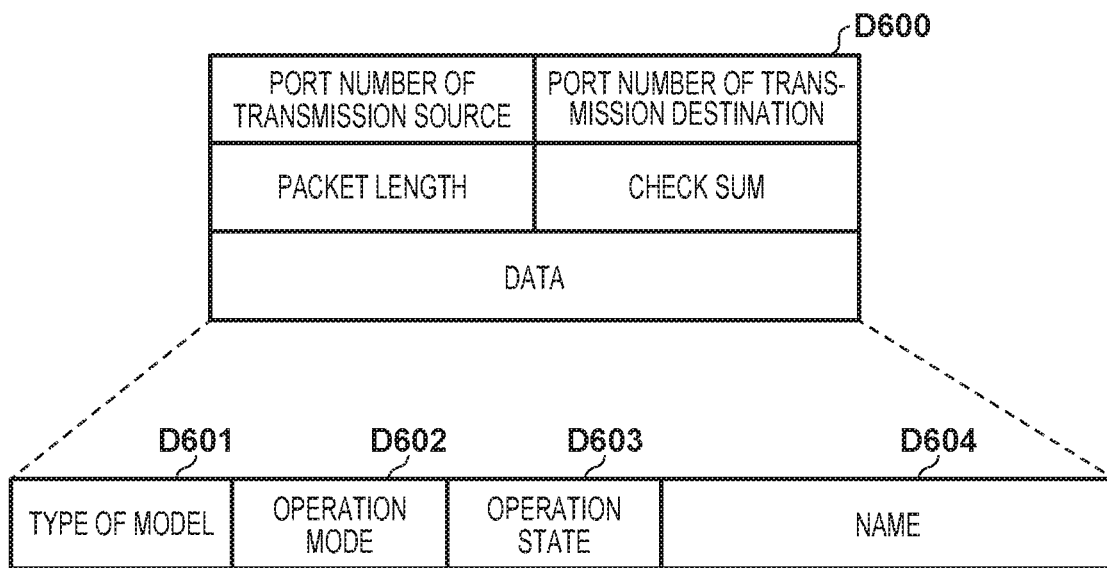 D600
PORT NUMBER OF
TRANSMISSION SOURCE
PORT NUMBER OF TRANS-
MISSION DESTINATION
PACKET LENGTH
CHECK SUM
DATA
D601
D602
D603
D604
TYPE OF MODEL
OPERATION
MODE
OPERATION
STATE
NAME